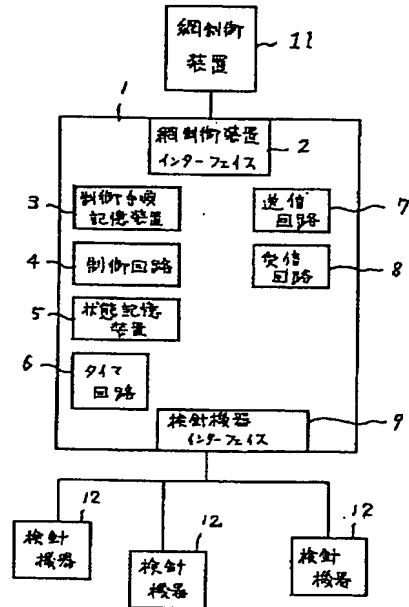 網制御
装置
11
1
網制御装置
インターフェイス
2
3
制御手順
記憶装置
送信
回路
7
4
制御回路
受信
回路
8
5
状態記憶
装置
6
タイマ
回路
検針機器
インターフェイス
9
12
検針
機器
12
検針
機器
12
検針
機器